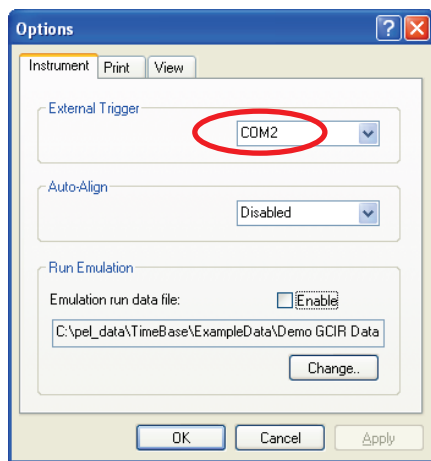 Options
Instrument Print View
External Trigger
COM2
Auto-Align
Disabled
Run Emulation
Emulation run data file: Enable
C:\pel_data\TimeBase\ExampleData\Demo GCIR Data
Change..
OK Cancel Apply